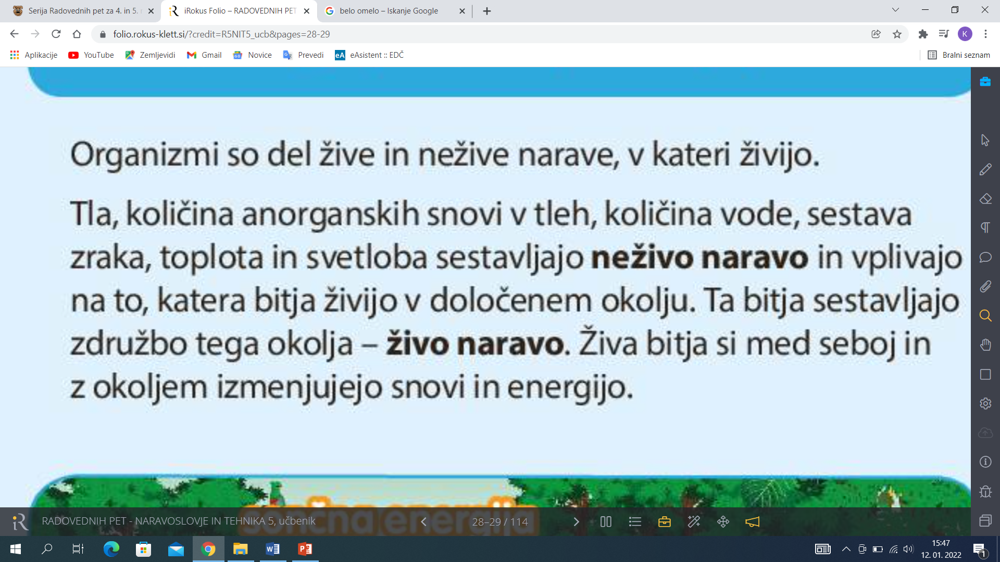 Serija Radovednih pet za 4. in 5. r
iRokus Folio – RADOVEDNIH PET
belo omelo – Iskanje Google
folio.rokus-klett.si/?credit=R5NIT5_ucb&pages=28-29
K
Aplikacije YouTube Zemljevidi Gmail Novice Prevedi eA eAsistent :: EDČ Bralni seznam
Organizmi so del žive in nežive narave, v kateri živijo.
Tla, količina anorganskih snovi v tleh, količina vode, sestava
zraka, toplota in svetloba sestavljajo neživo naravo in vplivajo
na to, katera bitja živijo v določenem okolju. Ta bitja sestavljajo
združbo tega okolja – živo naravo. Živa bitja si med seboj in
z okoljem izmenjujejo snovi in energijo.
sončna energija
iR RADOVEDNIH PET - NARAVOSLOVJE IN TEHNIKA 5, učbenik 28–29 / 114
15:47
12. 01. 2022
1